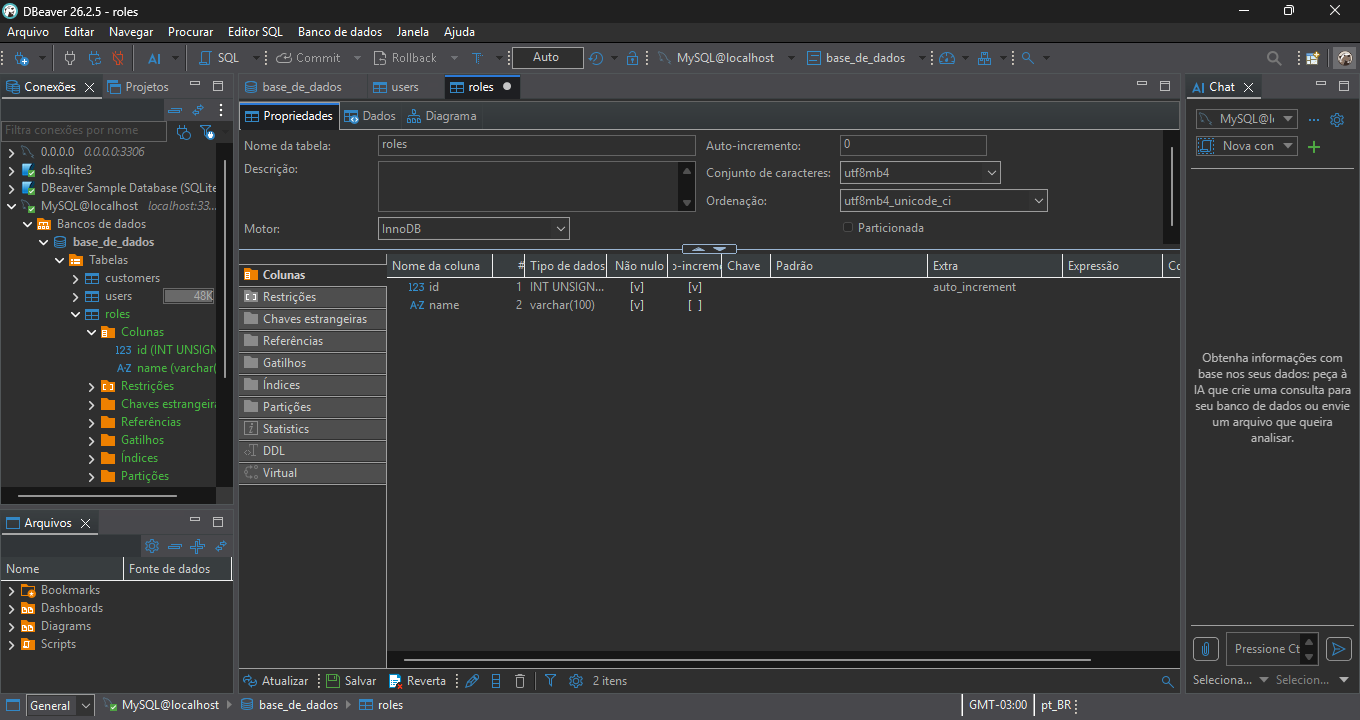 DBeaver 26.2.5 - roles
Arquivo Editar Navegar Procurar Editor SQL Banco de dados Janela Ajuda
AI SQL Commit Rollback T Auto MySQL@localhost base_de_dados
Conexões Projetos
Filtra conexões por nome
0.0.0.0 0.0.0.0:3306
db.sqlite3
DBeaver Sample Database (SQLite
MySQL@localhost localhost:33...
Bancos de dados
base_de_dados
Tabelas
customers
users 48K
roles
Colunas
123 id (INT UNSIGN
A-Z name (varchar(
Restrições
Chaves estrangeira
Referências
Gatilhos
Índices
Partições
Arquivos
Nome Fonte de dados
Bookmarks
Dashboards
Diagrams
Scripts
base_de_dados users roles
Propriedades Dados Diagrama
Nome da tabela: roles
Descrição:
Motor: InnoDB
Auto-incremento: 0
Conjunto de caracteres: utf8mb4
Ordenação: utf8mb4_unicode_ci
Particionada
Colunas
Restrições
Chaves estrangeiras
Referências
Gatilhos
Índices
Partições
Statistics
DDL
Virtual
Nome da coluna # Tipo de dados Não nulo o-increm Chave Padrão Extra Expressão Co
123 id 1 INT UNSIGN... [v] [v] auto_increment
A-Z name 2 varchar(100) [v] [ ]
Atualizar Salvar Reverta 2 itens
AI Chat
MySQL@l
Nova con
Obtenha informações com
base nos seus dados: peça à
IA que crie uma consulta para
seu banco de dados ou envie
um arquivo que queira
analisar.
Pressione Ct
Seleciona... Selecion...
General MySQL@localhost base_de_dados roles GMT-03:00 pt_BR